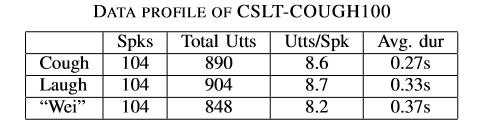 DATA PROFILE OF CSLT-COUGH100
Spks Total Utts Utts/Spk Avg. dur
Cough 104 890 8.6 0.27s
Laugh 104 904 8.7 0.33s
“Wei” 104 848 8.2 0.37s